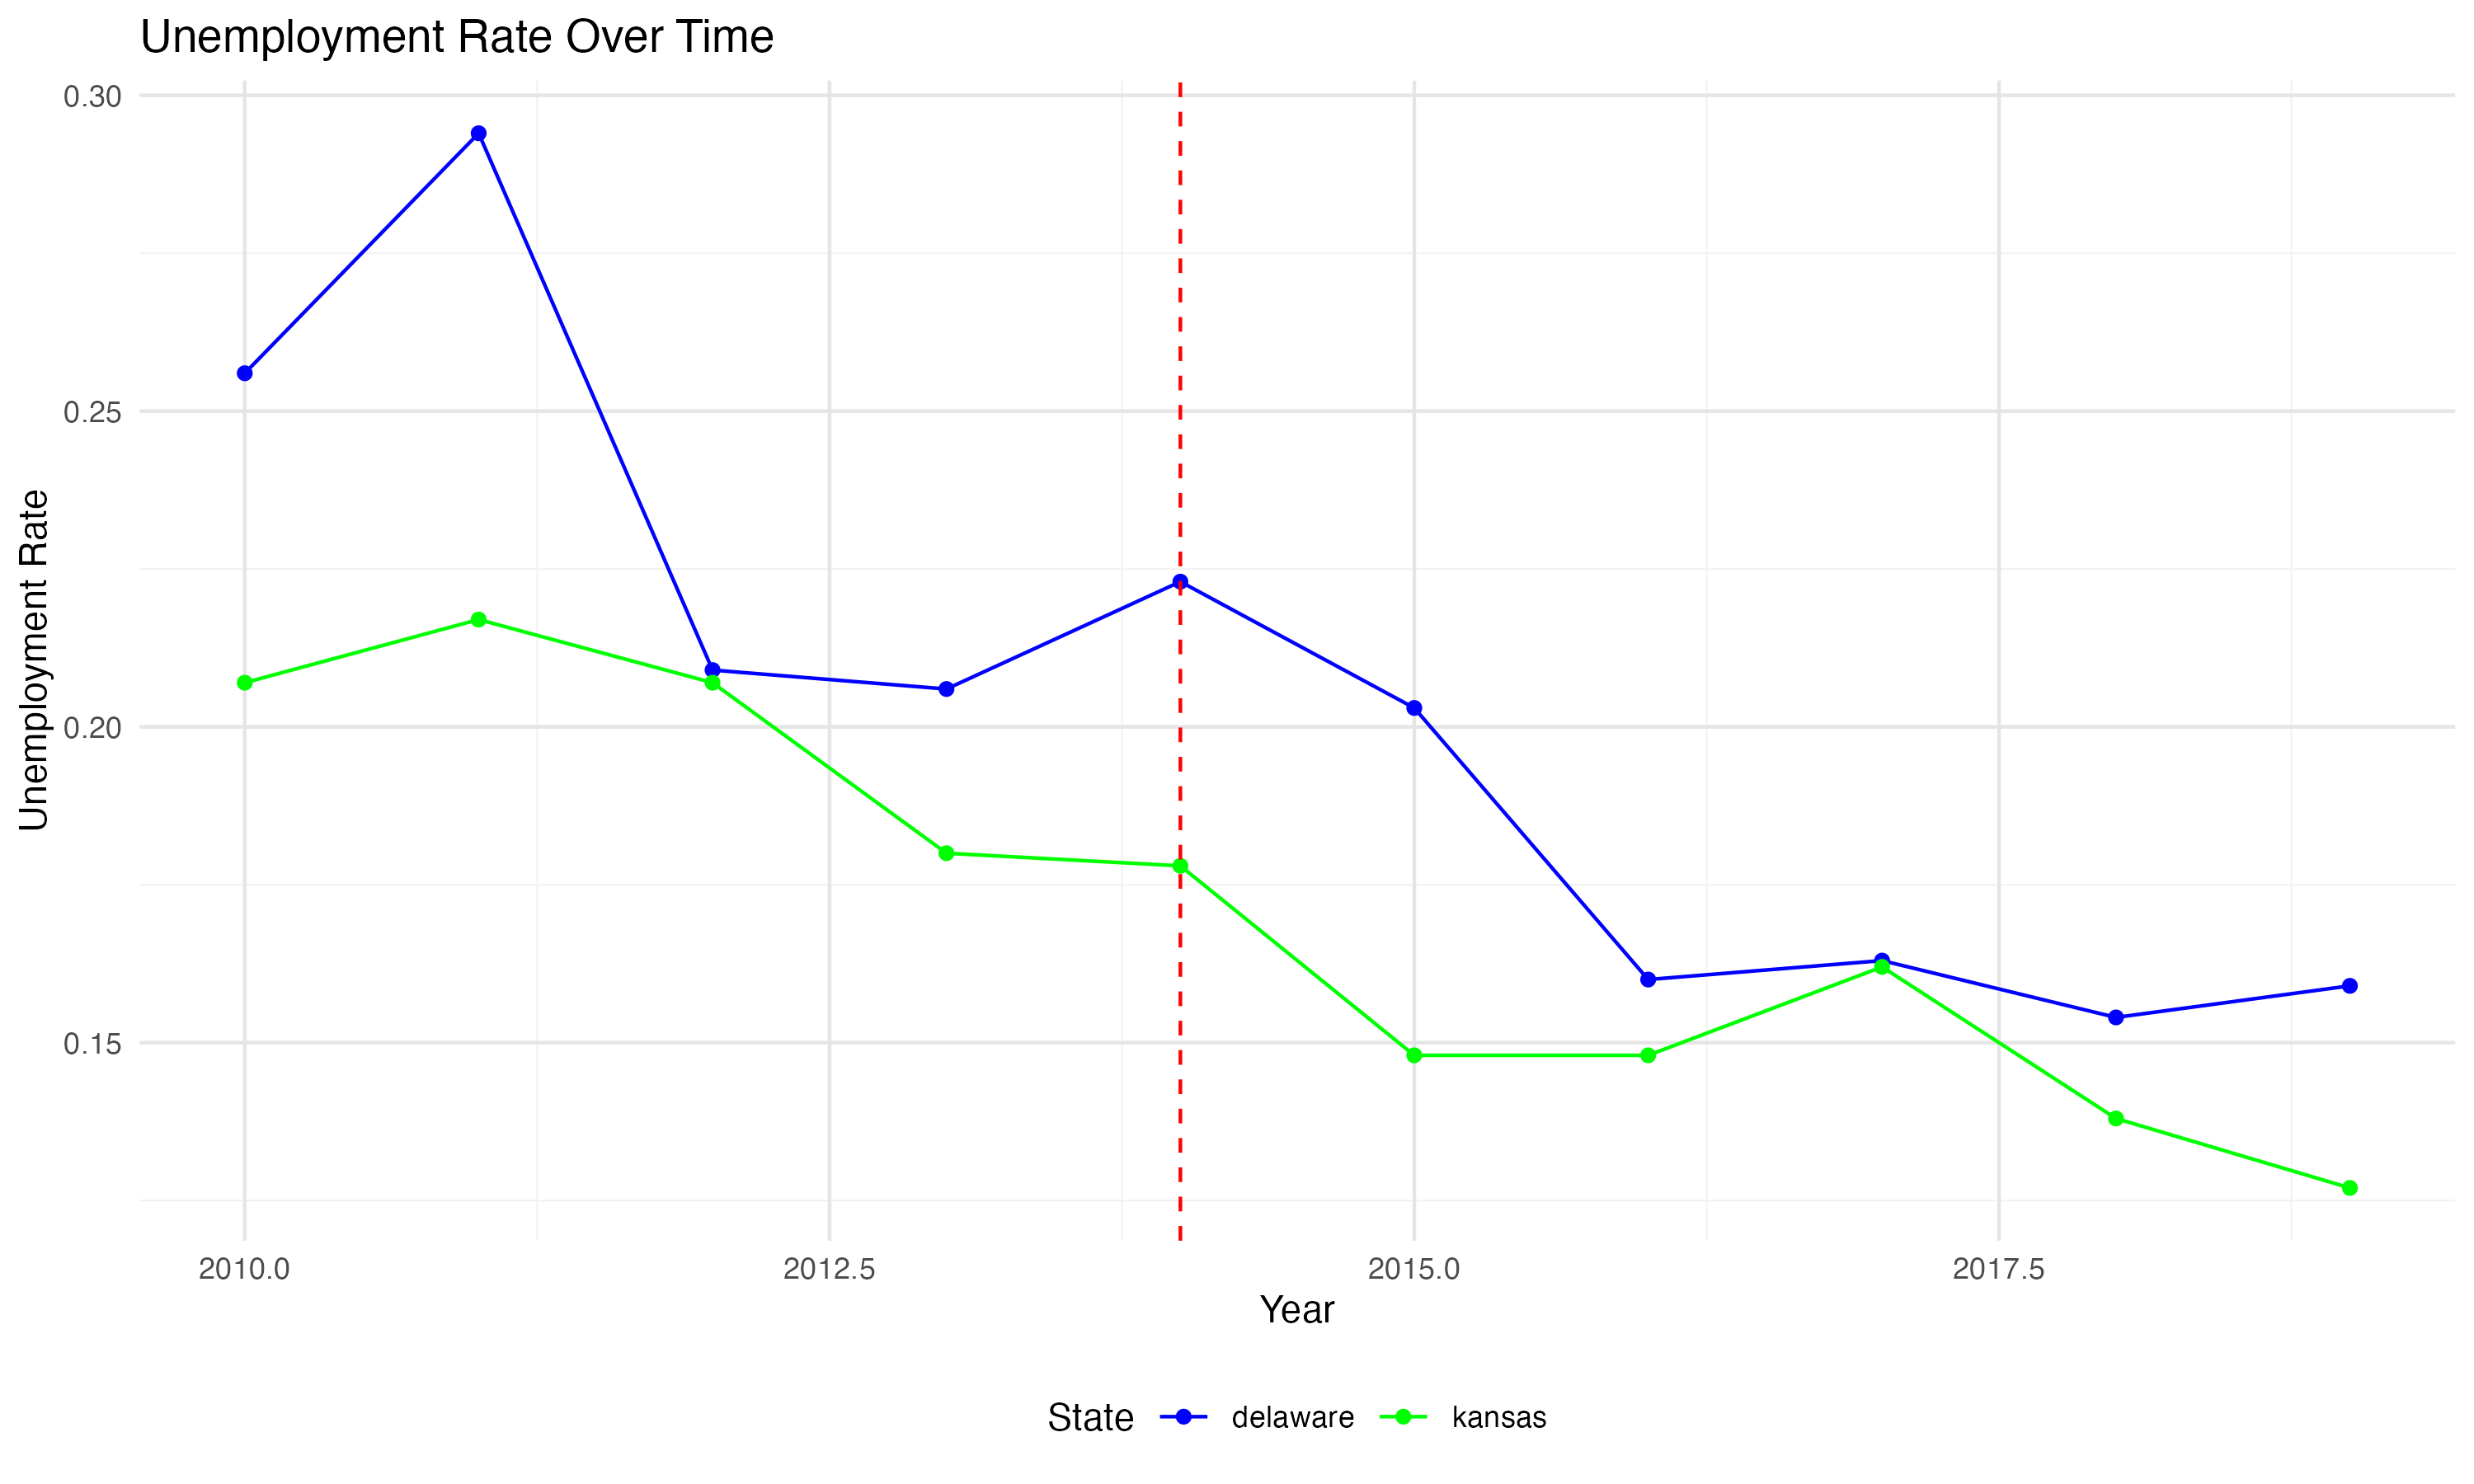 Unemployment Rate Over Time
Unemployment Rate
0.30
0.25
0.20
0.15
2010.0 2012.5 2015.0 2017.5
Year
State delaware kansas